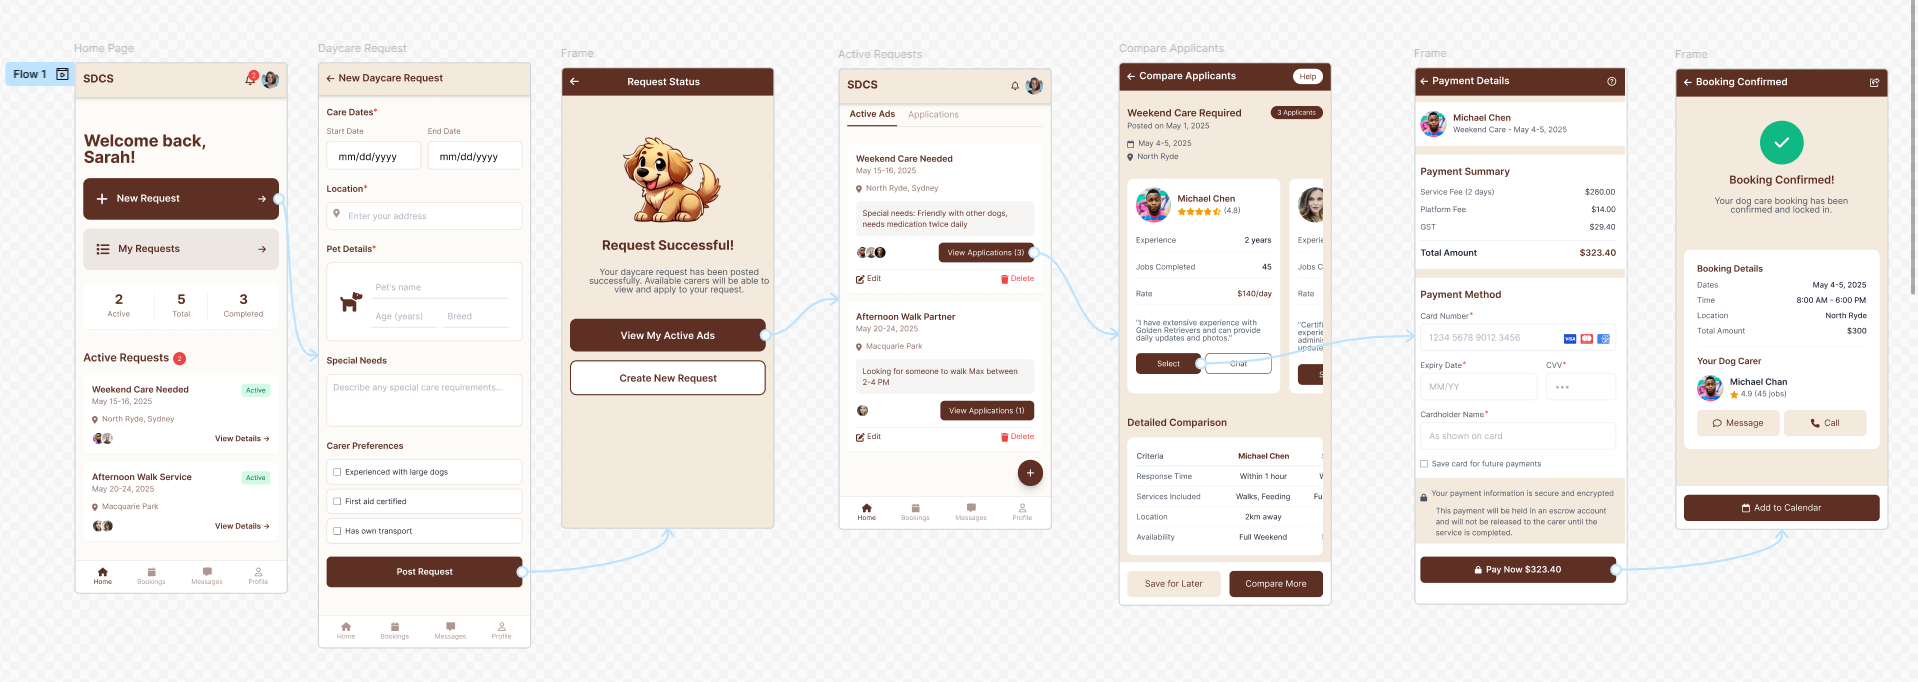 Flow 1
Home Page
SDCS
2
Welcome back,
Sarah!
New Request
My Requests
2 5 3
Active Total Completed
Active Requests 2
Weekend Care Needed Active
May 15-16, 2025
North Ryde, Sydney
View Details →
Afternoon Walk Service Active
May 20-24, 2025
Macquarie Park
View Details →
Home Bookings Messages Profile
Daycare Request
← New Daycare Request
Care Dates*
Start Date End Date
mm/dd/yyyy mm/dd/yyyy
Location*
Enter your address
Pet Details*
Pet's name
Age (years) Breed
Special Needs
Describe any special care requirements...
Carer Preferences
Experienced with large dogs
First aid certified
Has own transport
Post Request
Home Bookings Messages Profile
Frame
Request Status
Request Successful!
Your daycare request has been posted
successfully. Available carers will be able to
view and apply to your request.
View My Active Ads
Create New Request
Active Requests
SDCS
Active Ads Applications
Weekend Care Needed
May 15-16, 2025
North Ryde, Sydney
Special needs: Friendly with other dogs,
needs medication twice daily
View Applications (3)
Edit Delete
Afternoon Walk Partner
May 20-24, 2025
Macquarie Park
Looking for someone to walk Max between
2-4 PM
View Applications (1)
Edit Delete
+
Home Bookings Messages Profile
Compare Applicants
← Compare Applicants Help
Weekend Care Required 3 Applicants
Posted on May 1, 2025
May 4-5, 2025
North Ryde
Michael Chen
(4.8)
Experience 2 years
Jobs Completed 45
Rate $140/day
"I have extensive experience with
Golden Retrievers and can provide
daily updates and photos."
Select Chat
Experie
Jobs C
Rate
"Certifi
experie
admini
update
S
Detailed Comparison
Criteria Michael Chen
Response Time Within 1 hour W
Services Included Walks, Feeding Fu
Location 2km away
Availability Full Weekend
Save for Later Compare More
Frame
← Payment Details
Michael Chen
Weekend Care - May 4-5, 2025
Payment Summary
Service Fee (2 days) $280.00
Platform Fee $14.00
GST $29.40
Total Amount $323.40
Payment Method
Card Number*
1234 5678 9012 3456 VISA
Expiry Date* CVV*
MM/YY •••
Cardholder Name*
As shown on card
Save card for future payments
Your payment information is secure and encrypted
This payment will be held in an escrow account
and will not be released to the carer until the
service is completed.
Pay Now $323.40
Frame
← Booking Confirmed
Booking Confirmed!
Your dog care booking has been
confirmed and locked in.
Booking Details
Dates May 4-5, 2025
Time 8:00 AM - 6:00 PM
Location North Ryde
Total Amount $300
Your Dog Carer
Michael Chan
4.9 (45 jobs)
Message Call
Add to Calendar